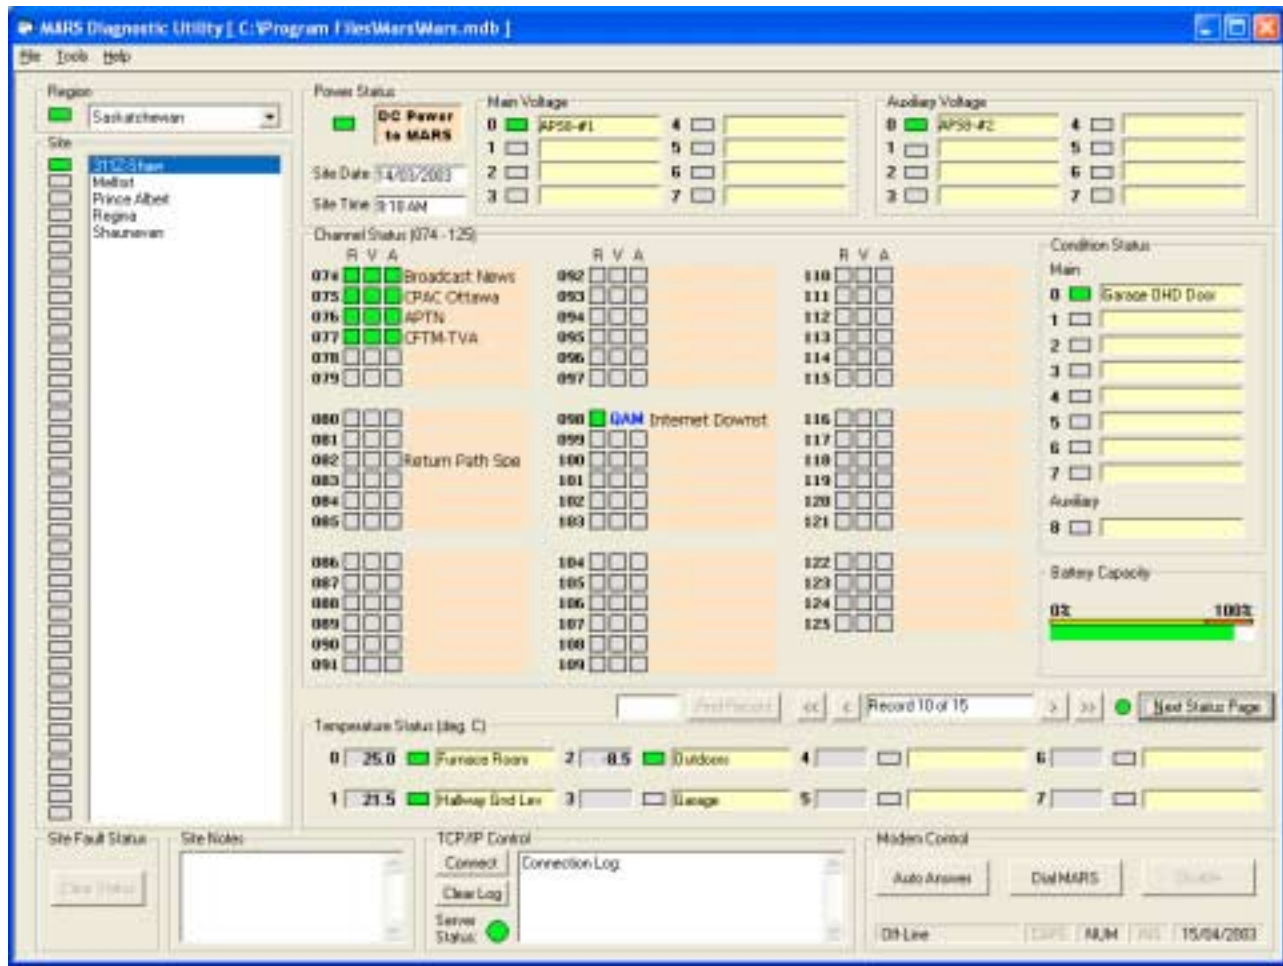 MARS Diagnostic Utility [ C:\Program Files\Mars\Mars.mdb ]
File Tools Help
Region
Saskatchewan
Site
311Z-Shaw
Melfort
Prince Albert
Regina
Shaunavan
Power Status
DC Power
to MARS
Site Date 14/03/2003
Site Time 9:18 AM
Main Voltage
0 APS8-#1 4
1 5
2 6
3 7
Auxiliary Voltage
0 APS9-#2 4
1 5
2 6
3 7
Channel Status (074 - 125)
R V A
074 Broadcast News
075 CPAC Ottawa
076 APTN
077 CFTM-TVA
078
079
080
081
082 Return Path Spe
083
084
085
086
087
088
089
090
091
R V A
092
093
094
095
096
097
098 QAM Internet Downst
099
100
101
102
103
104
105
106
107
108
109
R V A
110
111
112
113
114
115
116
117
118
119
120
121
122
123
124
125
Condition Status
Main
0 Garage OHD Door
1
2
3
4
5
6
7
Auxiliary
8
Battery Capacity
0% 100%
Find Record << < Record 10 of 15 > >> Next Status Page
Temperature Status (deg. C)
0 25.0 Furnace Room 2 -8.5 Outdoors 4 6
1 21.5 Hallway Gnd Lev 3 Garage 5 7
Site Fault Status
Clear Status
Site Notes
TCP/IP Control
Connect
Clear Log
Server
Status:
Connection Log:
Modem Control
Auto Answer Dial MARS
Off-Line CAPS NUM INS 15/04/2003